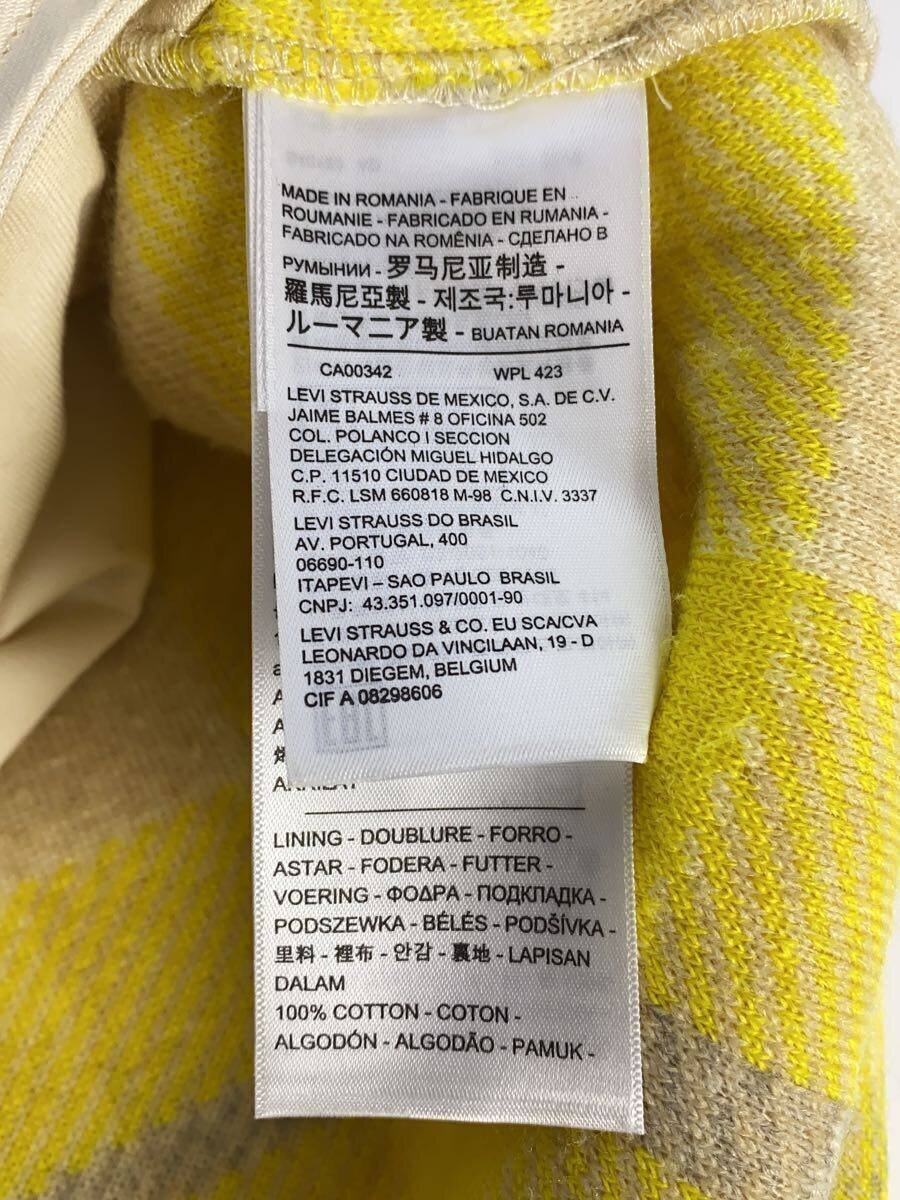 MADE IN ROMANIA - FABRIQUE EN
ROUMANIE - FABRICADO EN RUMANIA -
FABRICADO NA ROMÊNIA - СДЕЛАНО В
РУМЫНИИ - 罗马尼亚制造 -
羅馬尼亞製 - 제조국:루마니아 -
ルーマニア製 - BUATAN ROMANIA
CA00342 WPL 423
LEVI STRAUSS DE MEXICO, S.A. DE C.V.
JAIME BALMES # 8 OFICINA 502
COL. POLANCO I SECCION
DELEGACIÓN MIGUEL HIDALGO
C.P. 11510 CIUDAD DE MEXICO
R.F.C. LSM 660818 M-98 C.N.I.V. 3337
LEVI STRAUSS DO BRASIL
AV. PORTUGAL, 400
06690-110
ITAPEVI – SAO PAULO BRASIL
CNPJ: 43.351.097/0001-90
LEVI STRAUSS & CO. EU SCA/CVA
LEONARDO DA VINCILAAN, 19 - D
1831 DIEGEM, BELGIUM
CIF A 08298606
LINING - DOUBLURE - FORRO -
ASTAR - FODERA - FUTTER -
VOERING - ΦΟΔΡΑ - ПОДКЛАДКА -
PODSZEWKA - BÉLÉS - PODŠÍVKA -
里料 - 裡布 - 안감 - 裏地 - LAPISAN
DALAM
100% COTTON - COTON -
ALGODÓN - ALGODÃO - PAMUK -